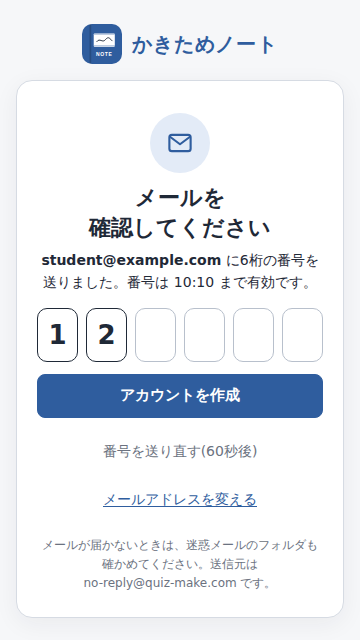 NOTE
かきためノート
メールを
確認してください
student@example.com に6桁の番号を
送りました。番号は 10:10 まで有効です。
1 2
アカウントを作成
番号を送り直す(60秒後)
メールアドレスを変える
メールが届かないときは、迷惑メールのフォルダも
確かめてください。送信元は
no-reply@quiz-make.com です。